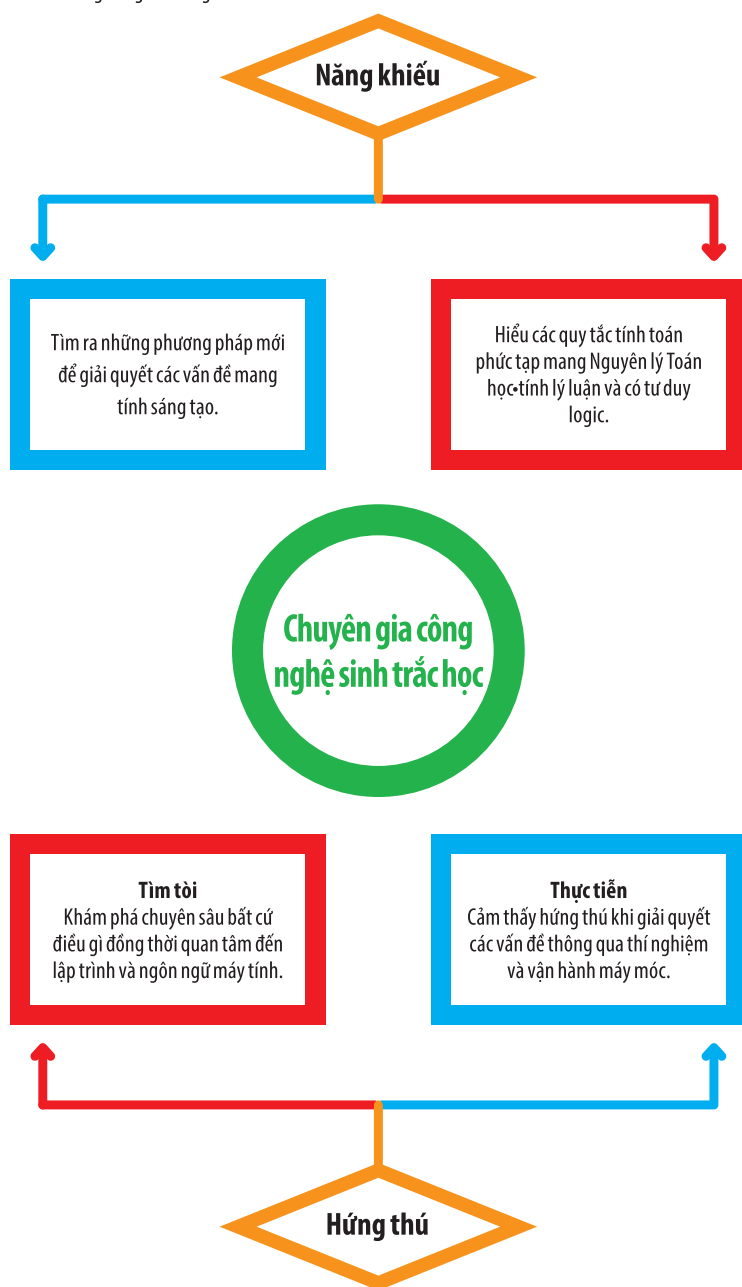 Năng khiếu
Tìm ra những phương pháp mới
để giải quyết các vấn đề mang
tính sáng tạo.
Hiểu các quy tắc tính toán
phức tạp mang Nguyên lý Toán
học•tính lý luận và có tư duy
logic.
Chuyên gia công
nghệ sinh trắc học
Tìm tòi
Khám phá chuyên sâu bất cứ
điều gì đồng thời quan tâm đến
lập trình và ngôn ngữ máy tính.
Thực tiễn
Cảm thấy hứng thú khi giải quyết
các vấn đề thông qua thí nghiệm
và vận hành máy móc.
Hứng thú